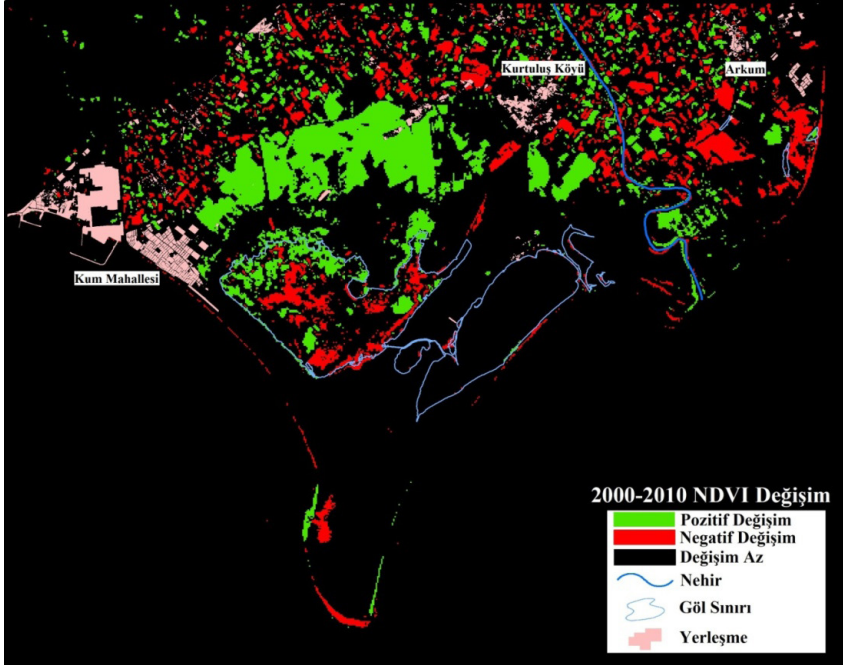 Kurtuluş Köyü
Arkum
Kum Mahallesi
2000-2010 NDVI Değişim
Pozitif Değişim
Negatif Değişim
Değişim Az
Nehir
Göl Sınırı
Yerleşme